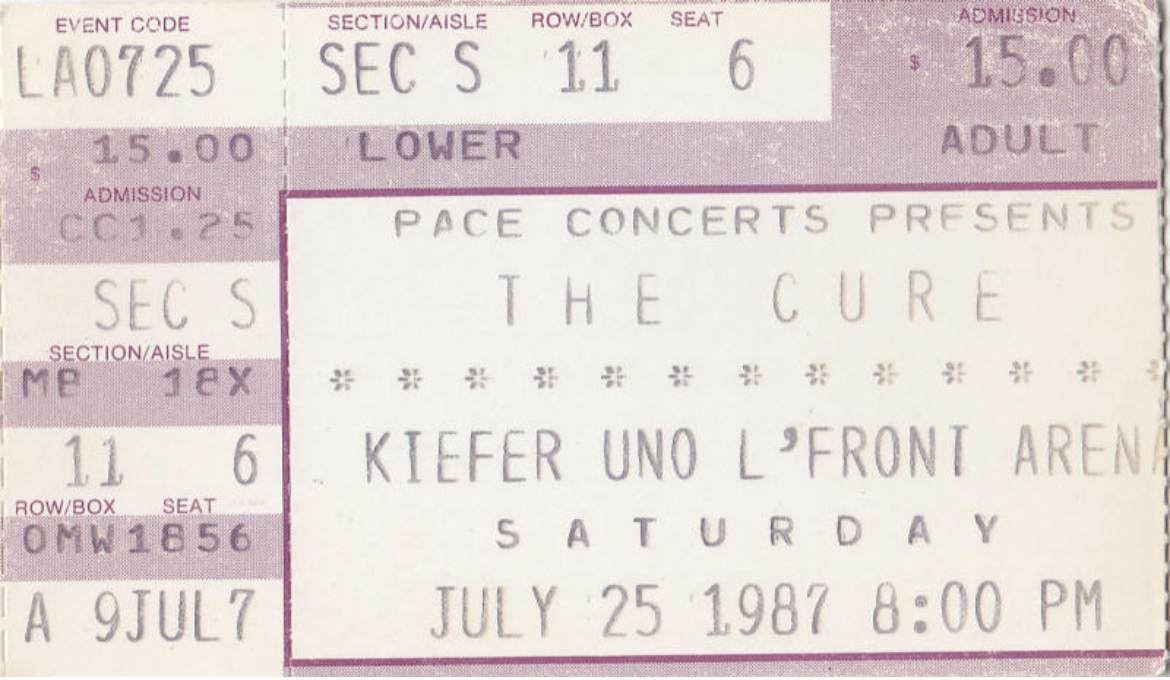 EVENT CODE
LA0725
$ 15.00
ADMISSION
CC1.25
SEC S
SECTION/AISLE
MB 18X
11 6
ROW/BOX SEAT
OMW1856
A 9JUL7
SECTION/AISLE ROW/BOX SEAT
SEC S 11 6
ADMISSION
$ 15.00
LOWER ADULT
PACE CONCERTS PRESENTS
THE CURE
* * * * * * * * * * * * *
KIEFER UNO L'FRONT ARENA
SATURDAY
JULY 25 1987 8:00 PM